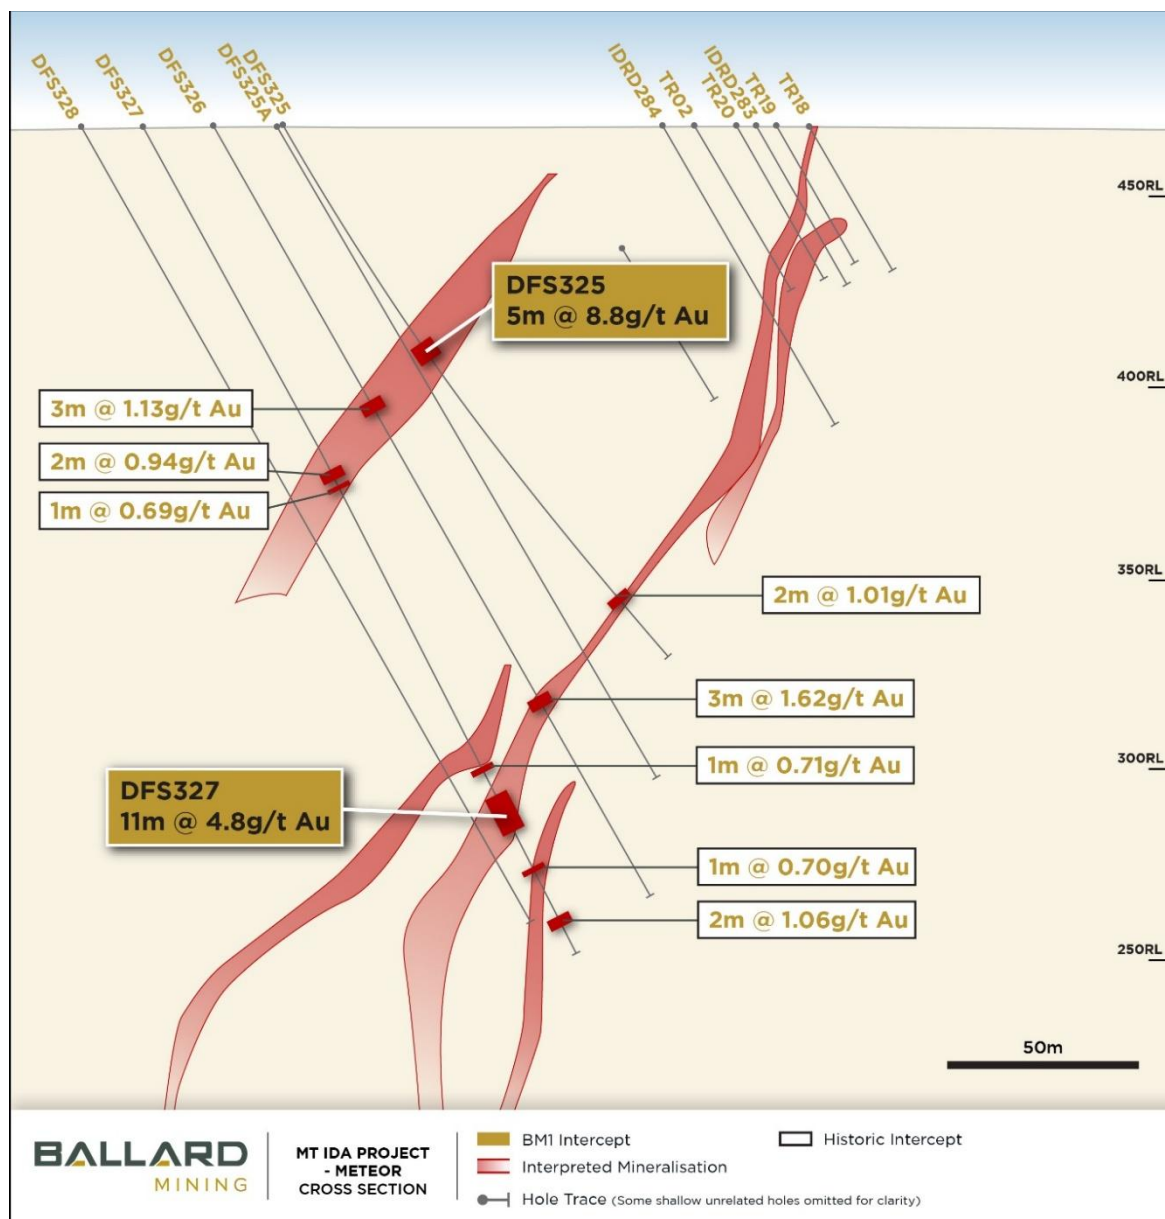 DFS328
DFS327
DFS326
DFS325A
DFS325
IDRD284
TR02
TR20
IDRD283
TR19
TR18
450RL
DFS325
5m @ 8.8g/t Au
400RL
3m @ 1.13g/t Au
2m @ 0.94g/t Au
1m @ 0.69g/t Au
350RL
2m @ 1.01g/t Au
3m @ 1.62g/t Au
1m @ 0.71g/t Au
300RL
DFS327
11m @ 4.8g/t Au
1m @ 0.70g/t Au
2m @ 1.06g/t Au
250RL
50m
BALLARD
MINING
MT IDA PROJECT
- METEOR
CROSS SECTION
BM1 Intercept
Historic Intercept
Interpreted Mineralisation
Hole Trace (Some shallow unrelated holes omitted for clarity)